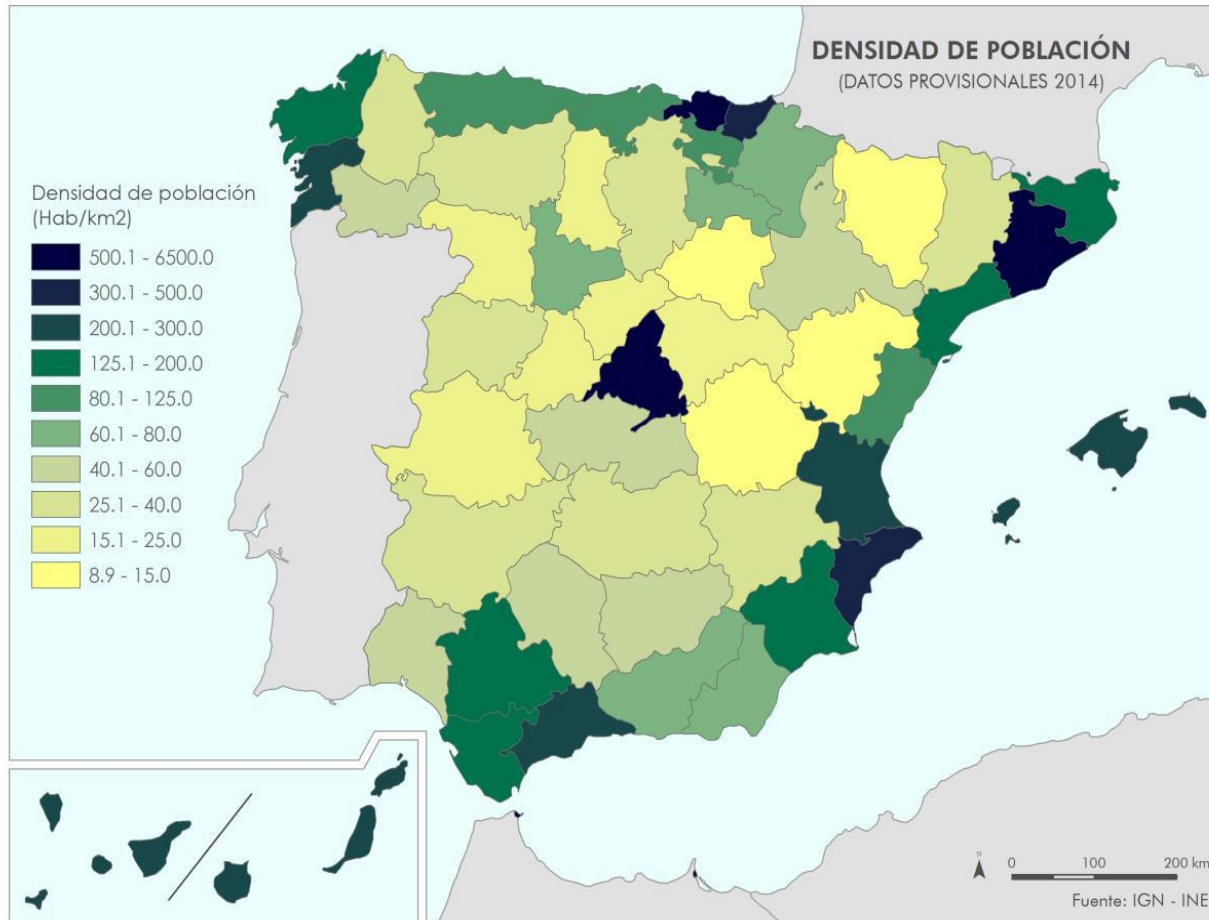 DENSIDAD DE POBLACIÓN
(DATOS PROVISIONALES 2014)
Densidad de población
(Hab/km2)
500.1 - 6500.0
300.1 - 500.0
200.1 - 300.0
125.1 - 200.0
80.1 - 125.0
60.1 - 80.0
40.1 - 60.0
25.1 - 40.0
15.1 - 25.0
8.9 - 15.0
N
0 100 200 km
Fuente: IGN - INE